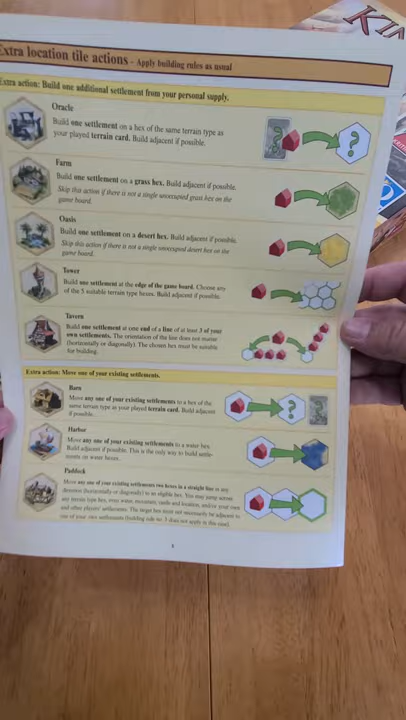 Extra location tile actions - Apply building rules as usual
Extra action: Build one additional settlement from your personal supply.
Oracle
Build one settlement on a hex of the same terrain type as
your played terrain card. Build adjacent if possible.
Farm
Build one settlement on a grass hex. Build adjacent if possible.
Skip this action if there is not a single unoccupied grass hex on the
game board.
Oasis
Build one settlement on a desert hex. Build adjacent if possible.
Skip this action if there is not a single unoccupied desert hex on the
game board.
Tower
Build one settlement at the edge of the game board. Choose any
of the 5 suitable terrain type hexes. Build adjacent if possible.
Tavern
Build one settlement at one end of a line of at least 3 of your
own settlements. The orientation of the line does not matter
(horizontally or diagonally). The chosen hex must be suitable
for building.
Extra action: Move one of your existing settlements.
Barn
Move any one of your existing settlements to a hex of the
same terrain type as your played terrain card. Build adjacent
if possible.
Harbor
Move any one of your existing settlements to a water hex.
Build adjacent if possible. This is the only way to build settle-
ments on water hexes.
Paddock
Move any one of your existing settlements two hexes in a straight line in any
direction (horizontally or diagonally) to an eligible hex. You may jump across
any terrain type hex, even water, mountain, castle and location, and/or your own
and other players' settlements. The target hex must not necessarily be adjacent to
one of your own settlements (building rule no. 3 does not apply in this case).
?
?
KIN